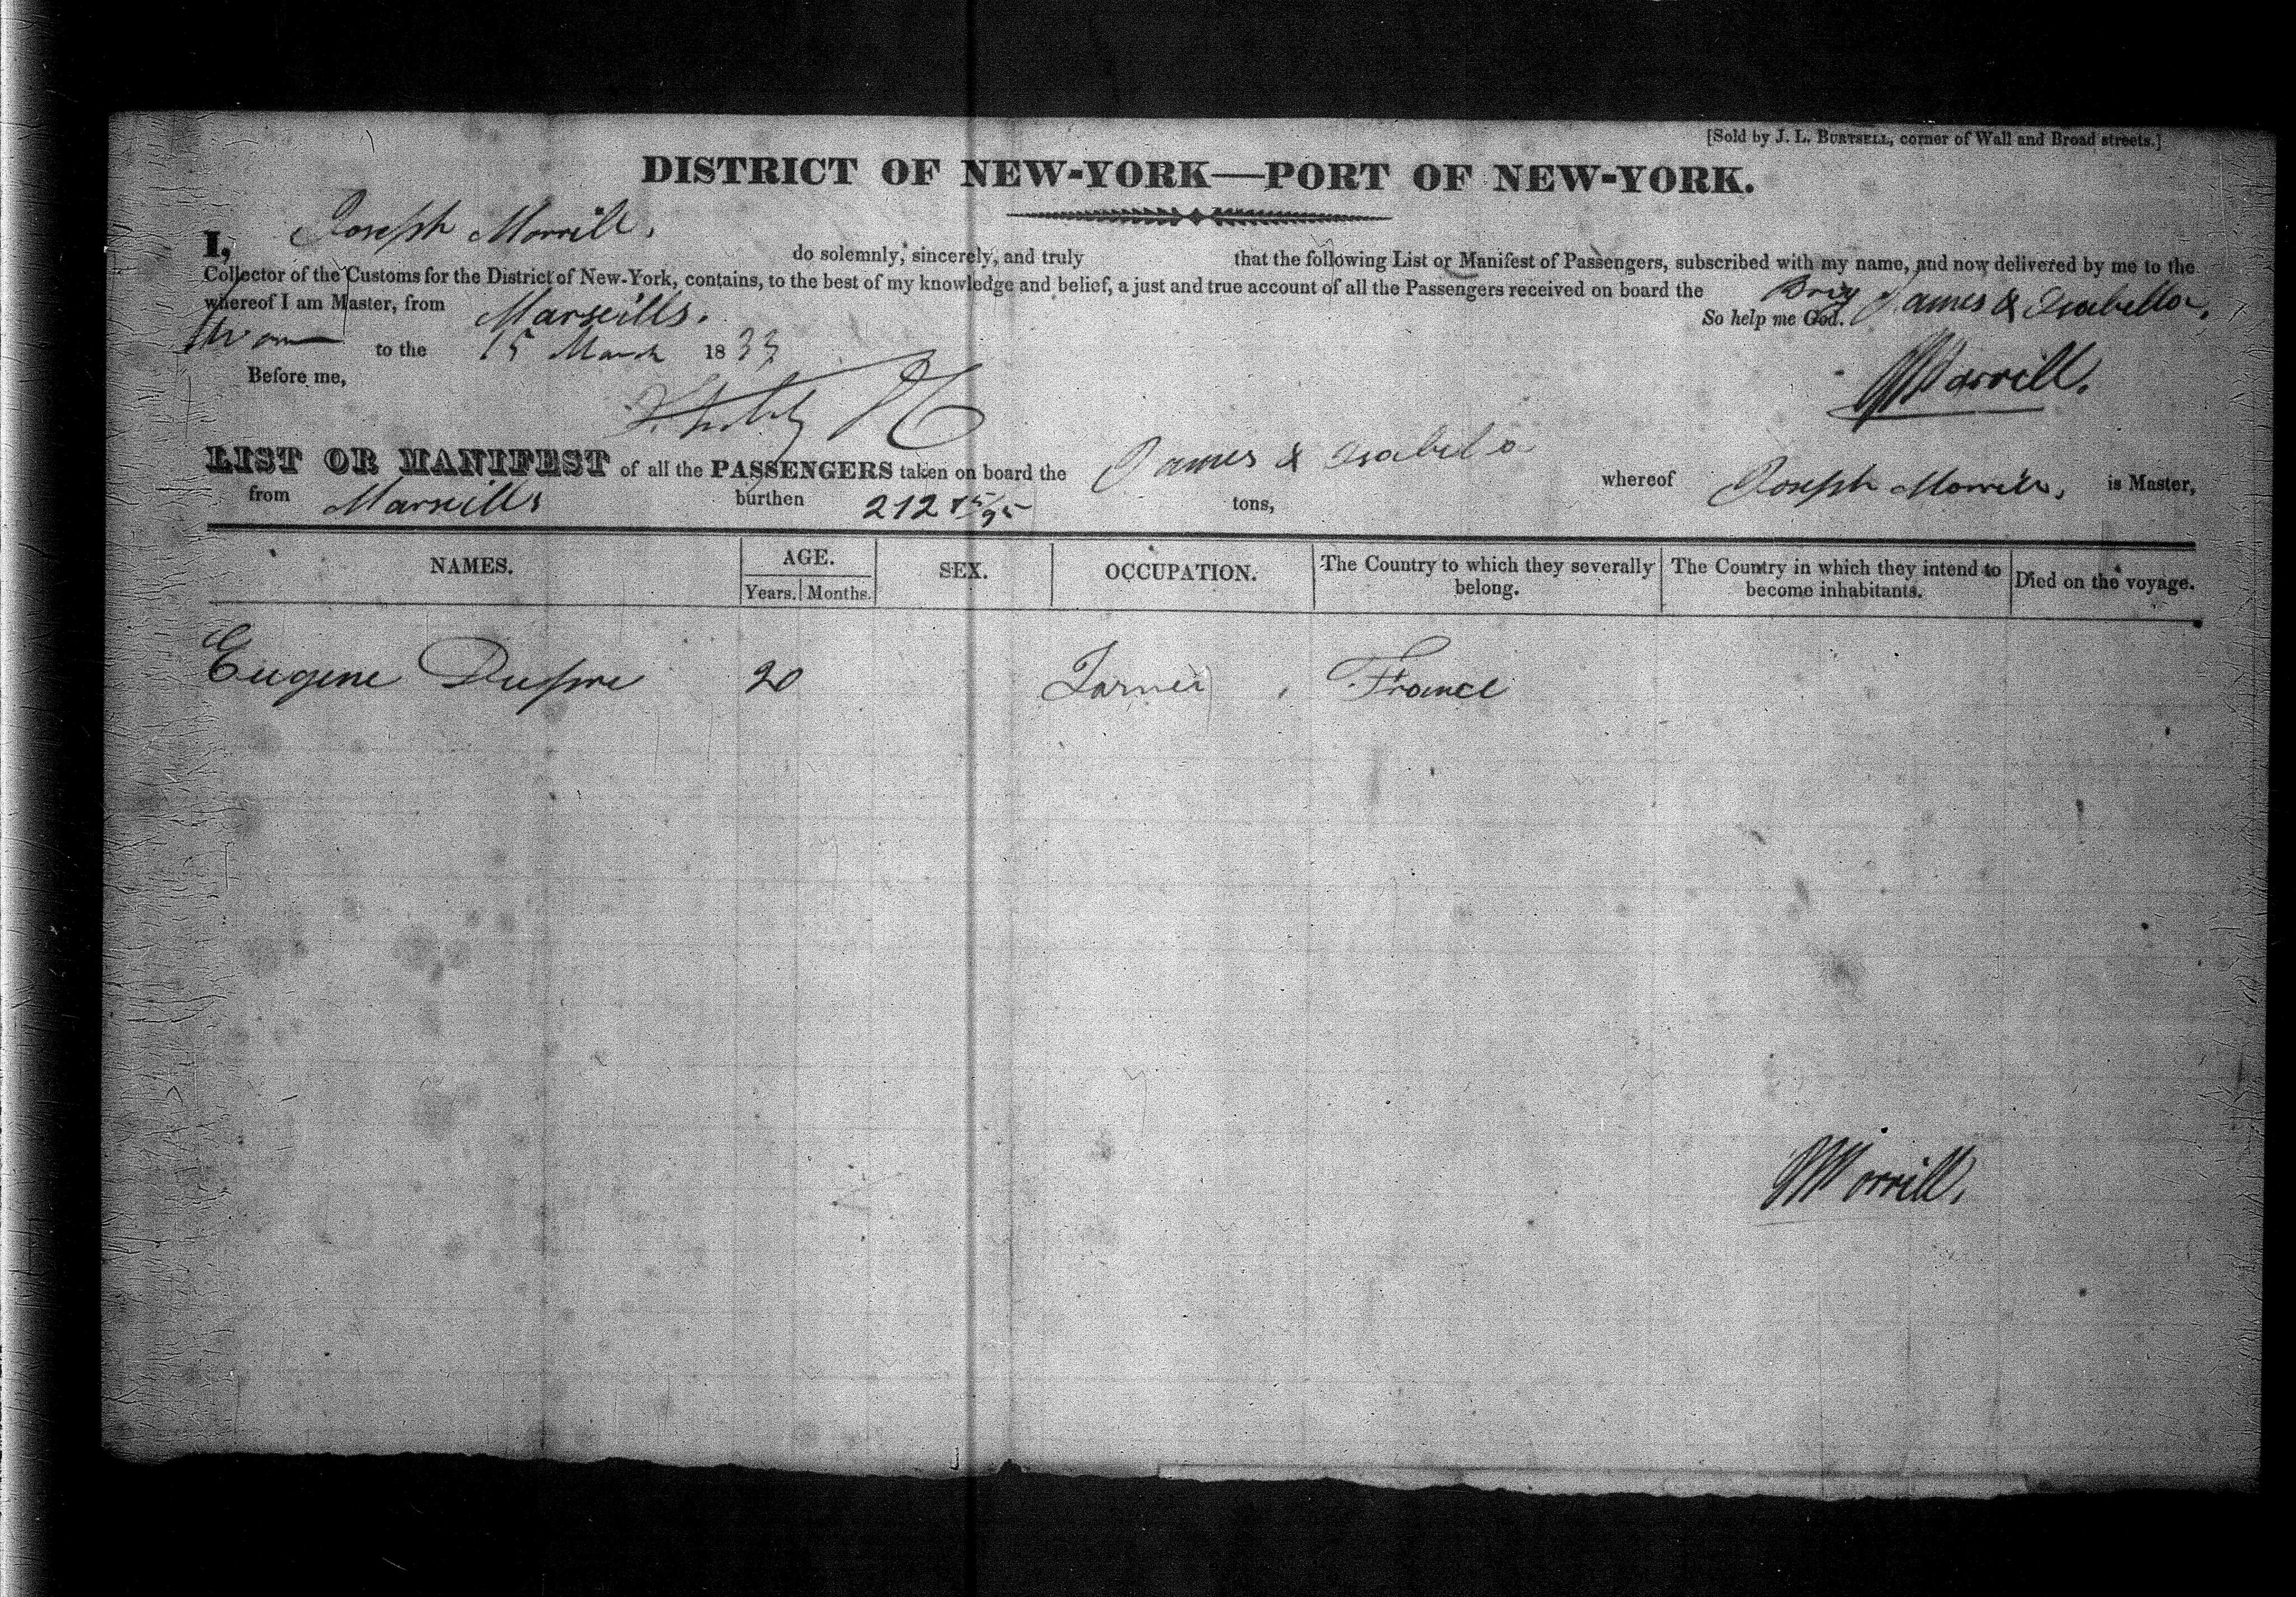 [Sold by J. L. BURTSELL, corner of Wall and Broad streets.]
DISTRICT OF NEW-YORK—PORT OF NEW-YORK.
I, Joseph Morrill, do solemnly, sincerely, and truly that the following List or Manifest of Passengers, subscribed with my name, and now delivered by me to the
Collector of the Customs for the District of New-York, contains, to the best of my knowledge and belief, a just and true account of all the Passengers received on board the Brig James & Isabella,
whereof I am Master, from Marseills. So help me God.
Sworn to the 15 March 1833
JMorrill.
Before me,
LIST OR MANIFEST of all the PASSENGERS taken on board the James & Isabella whereof Joseph Morrill, is Master,
from Marseills burthen 212 tons,
NAMES. AGE. SEX. OCCUPATION. The Country to which they severally belong. The Country in which they intend to become inhabitants. Died on the voyage.
Years. Months.
Eugene Dupre 20 France
JMorrill.